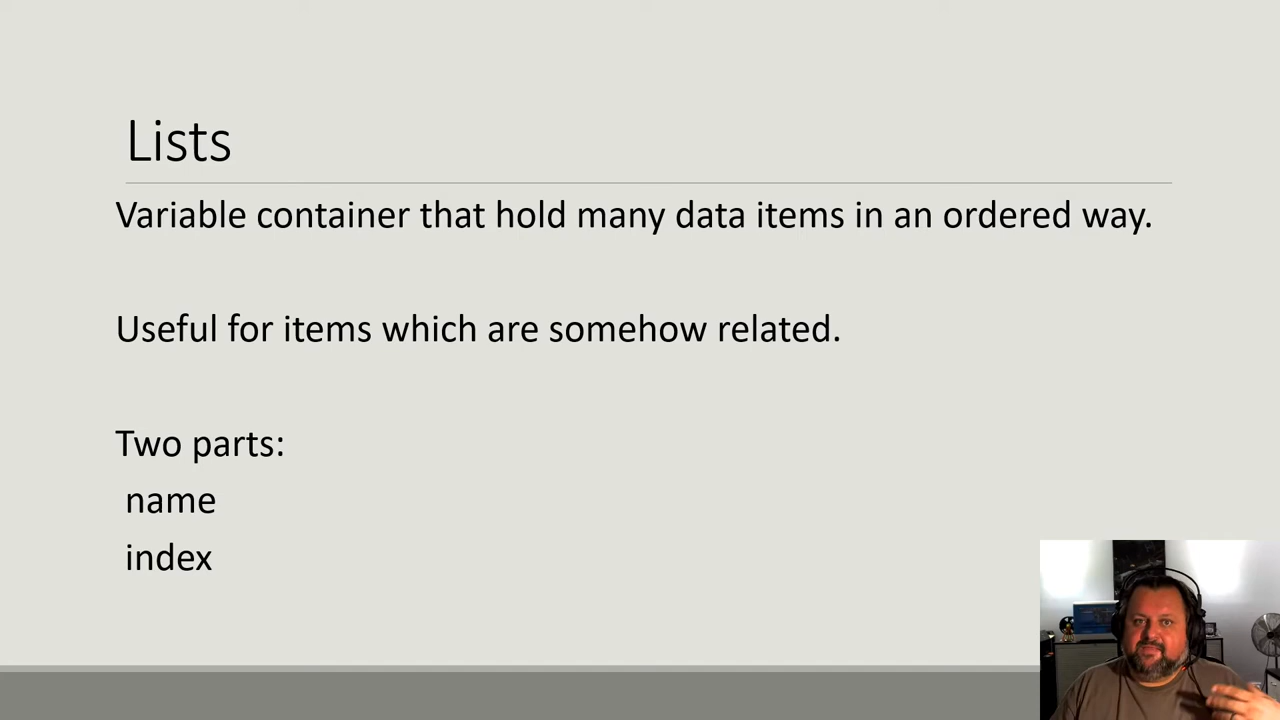 Lists
Variable container that hold many data items in an ordered way.
Useful for items which are somehow related.
Two parts:
name
index